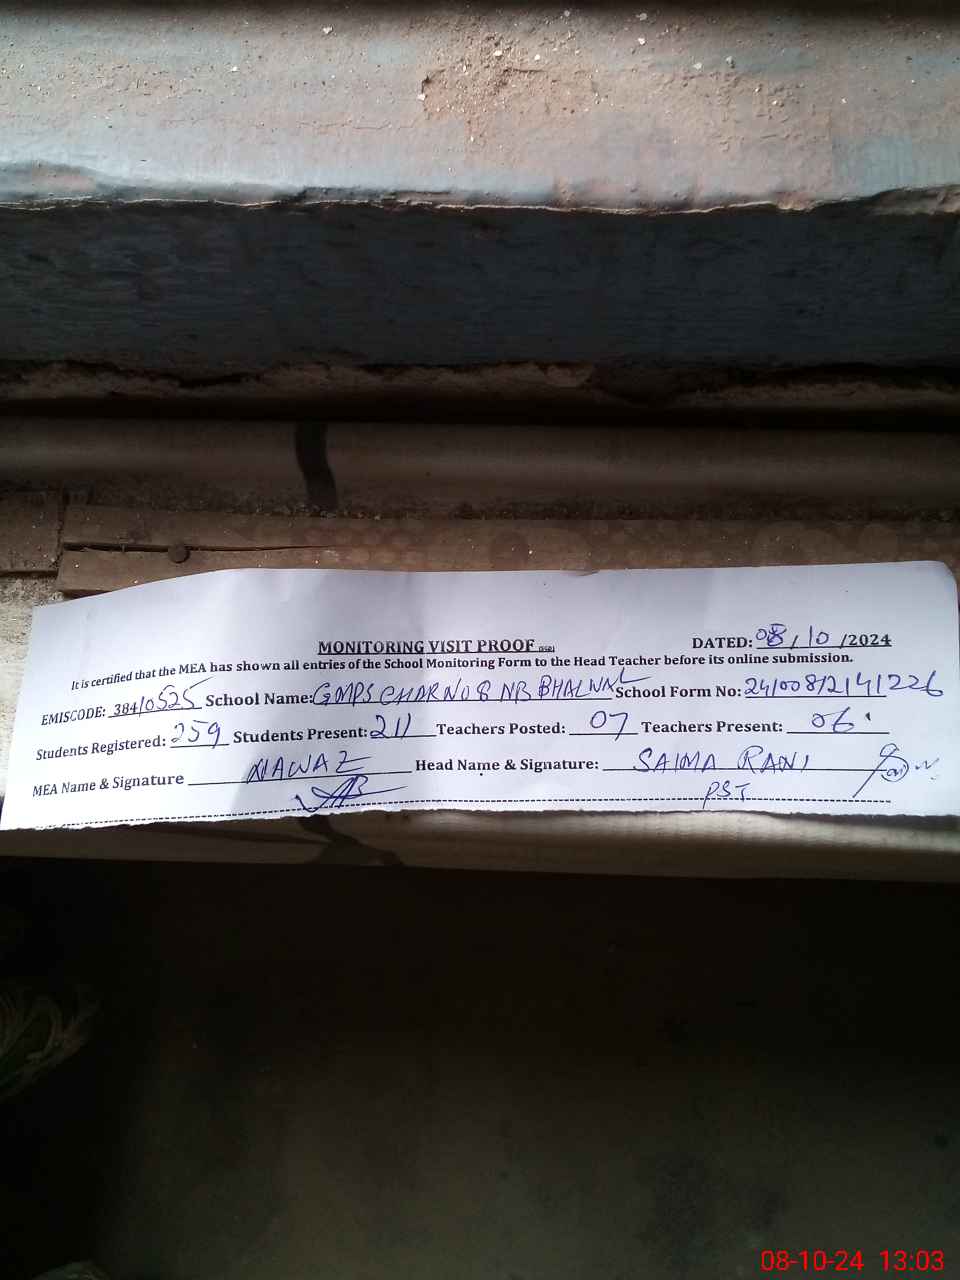 MONITORING VISIT PROOF
DATED: 08/10/2024
It is certified that the MEA has shown all entries of the School Monitoring Form to the Head Teacher before its online submission.
EMISCODE: 38410525 School Name: GMPS CHAK NO 8 NB BHALWAL School Form No: 24100812141226
Students Registered: 259 Students Present: 211 Teachers Posted: 07 Teachers Present: 06
MEA Name & Signature NAWAZ Head Name & Signature: SAIMA RANI
PST
08-10-24 13:03